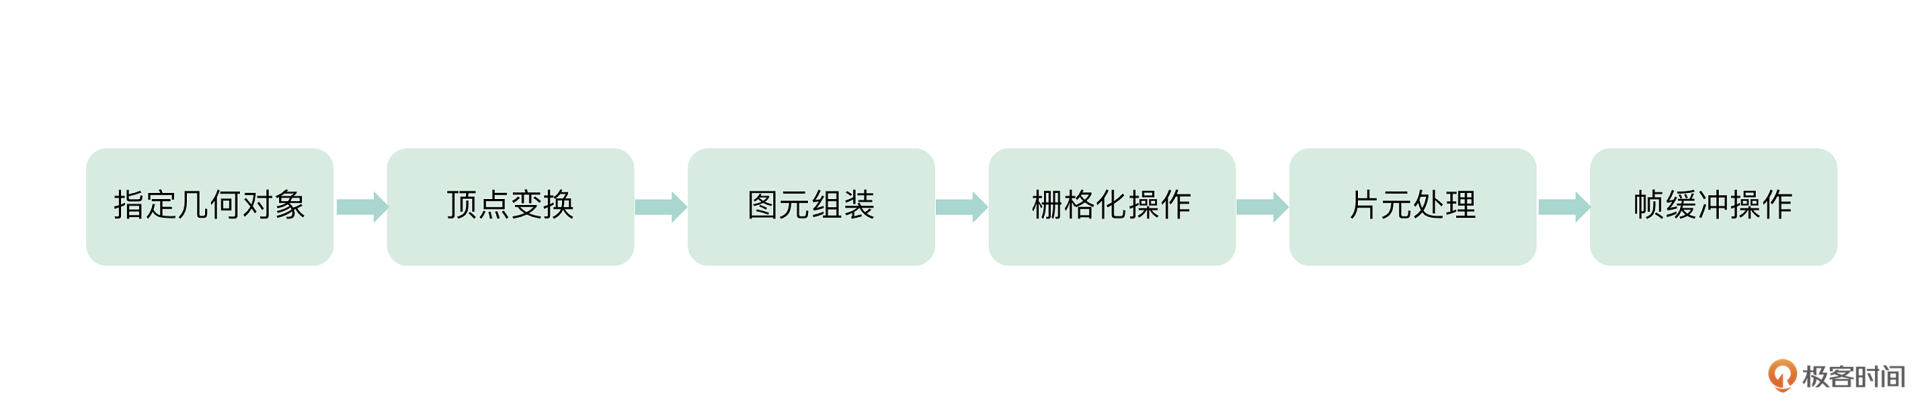 指定几何对象
顶点变换
图元组装
栅格化操作
片元处理
帧缓冲操作
极客时间